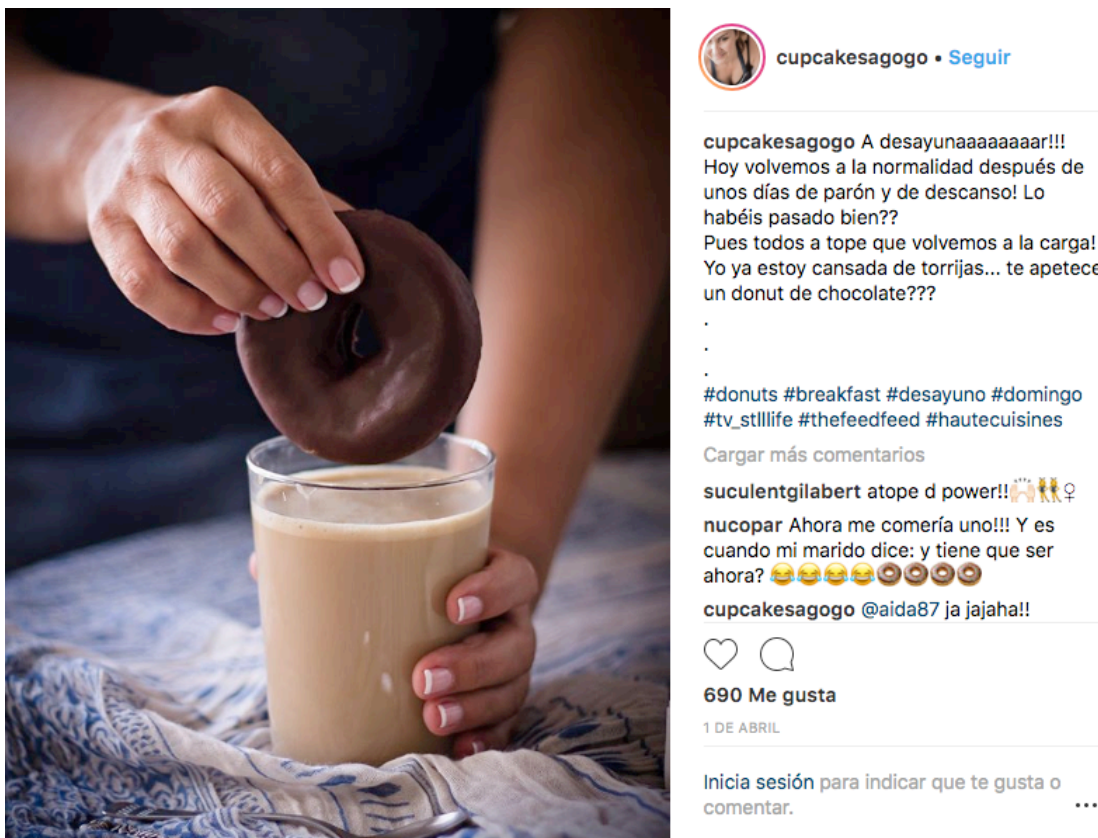 cupcakesagogo • Seguir
cupcakesagogo A desayunaaaaaaaar!!!
Hoy volvemos a la normalidad después de
unos días de parón y de descanso! Lo
habéis pasado bien??
Pues todos a tope que volvemos a la carga!
Yo ya estoy cansada de torrijas... te apetece
un donut de chocolate???
.
.
.
#donuts #breakfast #desayuno #domingo
#tv_stlllife #thefeedfeed #hautecuisines
Cargar más comentarios
suculentgilabert atope d power!!🙌🏻👯♀
nucopar Ahora me comería uno!!! Y es
cuando mi marido dice: y tiene que ser
ahora? 😂😂😂😂🍩🍩🍩🍩
cupcakesagogo @aida87 ja jajaha!!
690 Me gusta
1 DE ABRIL
Inicia sesión para indicar que te gusta o
comentar.